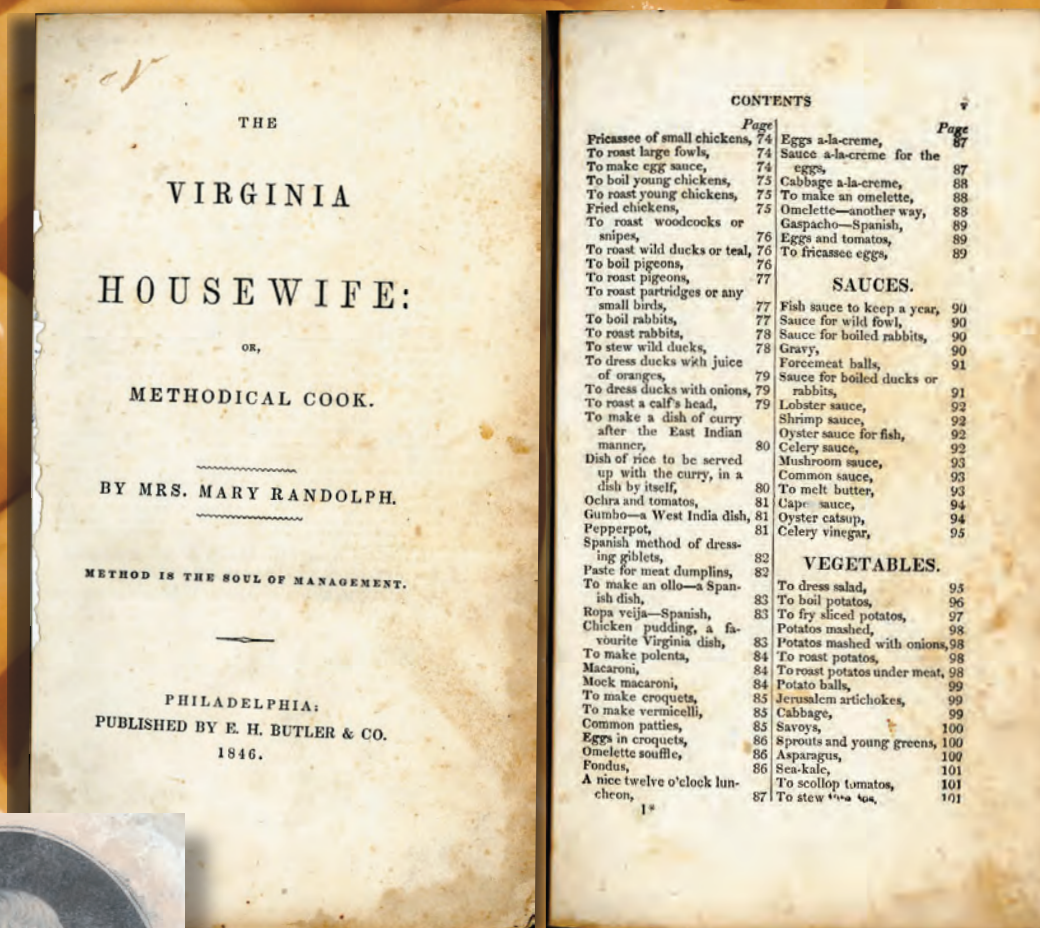 THE
VIRGINIA
HOUSEWIFE:
OR,
METHODICAL COOK.
BY MRS. MARY RANDOLPH.
METHOD IS THE SOUL OF MANAGEMENT.
PHILADELPHIA:
PUBLISHED BY E. H. BUTLER & CO.
1846.
CONTENTS v
Page
Fricassee of small chickens, 74
To roast large fowls, 74
To make egg sauce, 74
To boil young chickens, 75
To roast young chickens, 75
Fried chickens, 75
To roast woodcocks or
snipes, 76
To roast wild ducks or teal, 76
To boil pigeons, 76
To roast pigeons, 77
To roast partridges or any
small birds, 77
To boil rabbits, 77
To roast rabbits, 78
To stew wild ducks, 78
To dress ducks with juice
of oranges, 79
To dress ducks with onions, 79
To roast a calf's head, 79
To make a dish of curry
after the East Indian
manner, 80
Dish of rice to be served
up with the curry, in a
dish by itself, 80
Ochra and tomatos, 81
Gumbo—a West India dish, 81
Pepperpot, 81
Spanish method of dress-
ing giblets, 82
Paste for meat dumplins, 82
To make an ollo—a Span-
ish dish, 83
Ropa veija—Spanish, 83
Chicken pudding, a fa-
vourite Virginia dish, 83
To make polenta, 84
Macaroni, 84
Mock macaroni, 84
To make croquets, 85
To make vermicelli, 85
Common patties, 85
Eggs in croquets, 86
Omelette souffle, 86
Fondus, 86
A nice twelve o'clock lun-
cheon, 87
1*
Page
Eggs a-la-creme, 87
Sauce a-la-creme for the
eggs, 87
Cabbage a-la-creme, 88
To make an omelette, 88
Omelette—another way, 88
Gaspacho—Spanish, 89
Eggs and tomatos, 89
To fricassee eggs, 89
SAUCES.
Fish sauce to keep a year, 90
Sauce for wild fowl, 90
Sauce for boiled rabbits, 90
Gravy, 90
Forcemeat balls, 91
Sauce for boiled ducks or
rabbits, 91
Lobster sauce, 92
Shrimp sauce, 92
Oyster sauce for fish, 92
Celery sauce, 92
Mushroom sauce, 93
Common sauce, 93
To melt butter, 93
sauce, 94
Oyster catsup, 94
Celery vinegar, 95
VEGETABLES.
To dress salad, 95
To boil potatos, 96
To fry sliced potatos, 97
Potatos mashed, 98
Potatos mashed with onions, 98
To roast potatos, 98
To roast potatos under meat, 98
Potato balls, 99
Jerusalem artichokes, 99
Cabbage, 99
Savoys, 100
Sprouts and young greens, 100
Asparagus, 100
Sea-kale, 101
To scollop tomatos, 101
To stew 101